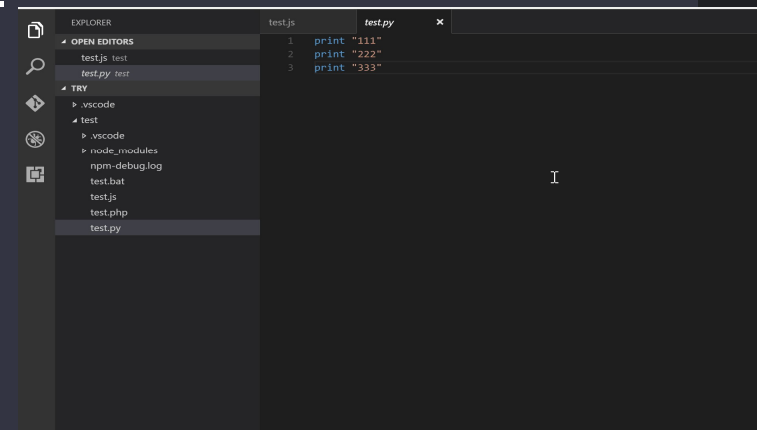 EXPLORER
OPEN EDITORS
test.js test
test.py test
TRY
.vscode
test
.vscode
node_modules
npm-debug.log
test.bat
test.js
test.php
test.py
test.js
test.py
1 print "111"
2 print "222"
3 print "333"